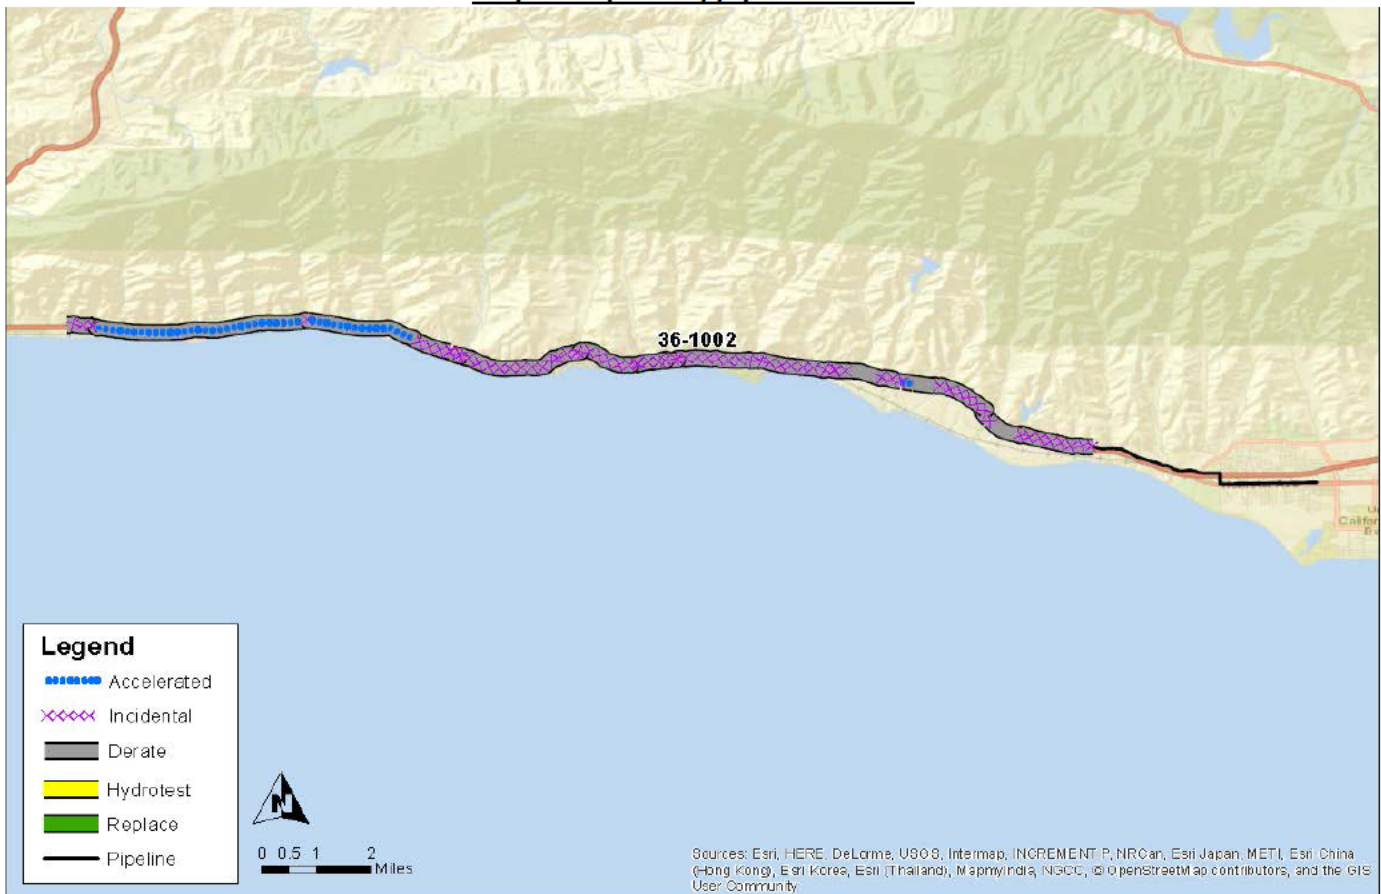 36-1002
Legend
Accelerated
Incidental
Derate
Hydrotest
Replace
Pipeline
N
0 0.5 1 2
Miles
Sources: Esri, HERE, DeLorme, USGS, Intermap, INCREMENT P, NRCan, Esri Japan, METI, Esri China
(Hong Kong), Esri Korea, Esri (Thailand), MapmyIndia, NGCC, © OpenStreetMap contributors, and the GIS
User Community